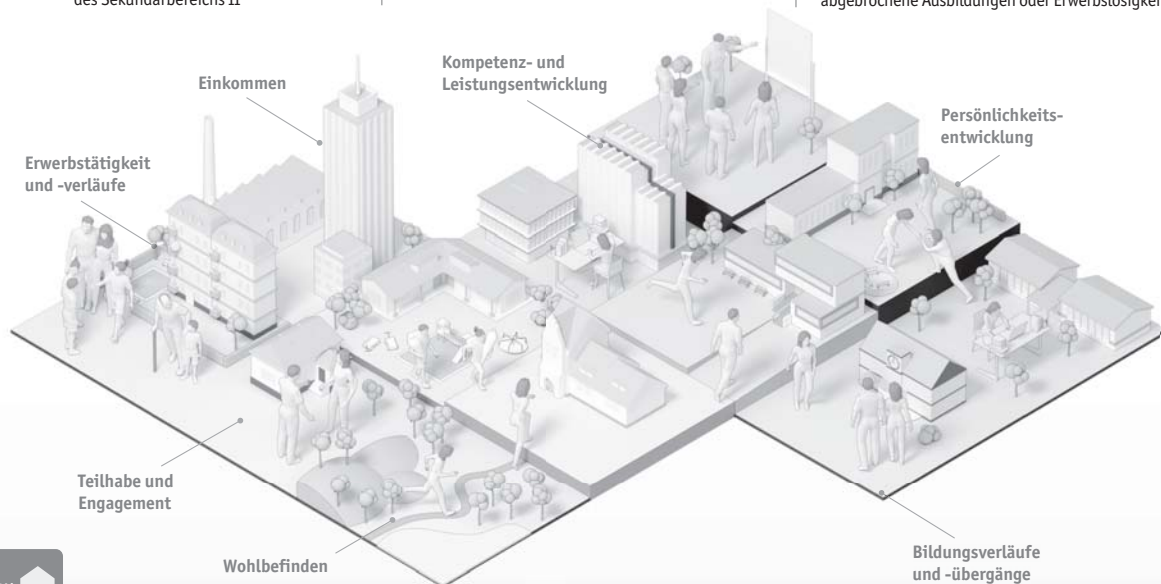 des Sekundarbereichs II
abgebrochene Ausbildungen oder Erwerbslosigkeit
Einkommen
Kompetenz- und
Leistungsentwicklung
Persönlichkeits-
entwicklung
Erwerbstätigkeit
und -verläufe
Teilhabe und
Engagement
Wohlbefinden
Bildungsverläufe
und -übergänge